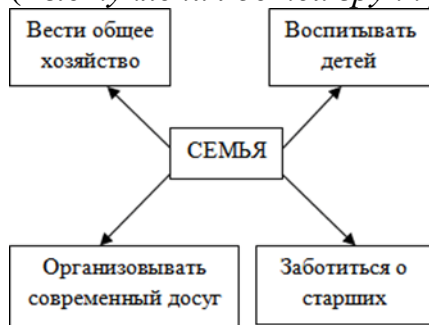 Вести общее
хозяйство
Воспитывать
детей
СЕМЬЯ
Организовывать
современный досуг
Заботиться о
старших